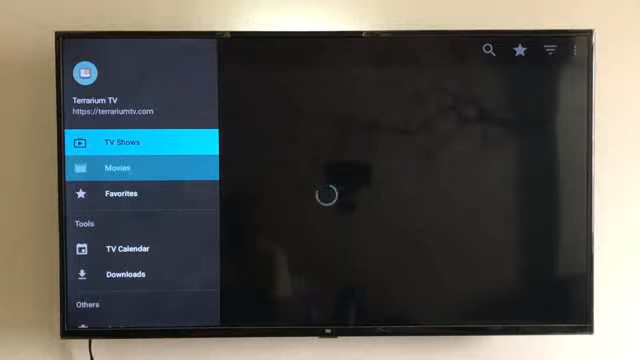 Terrarium TV
https://terrariumtv.com
TV Shows
Movies
Favorites
Tools
TV Calendar
Downloads
Others